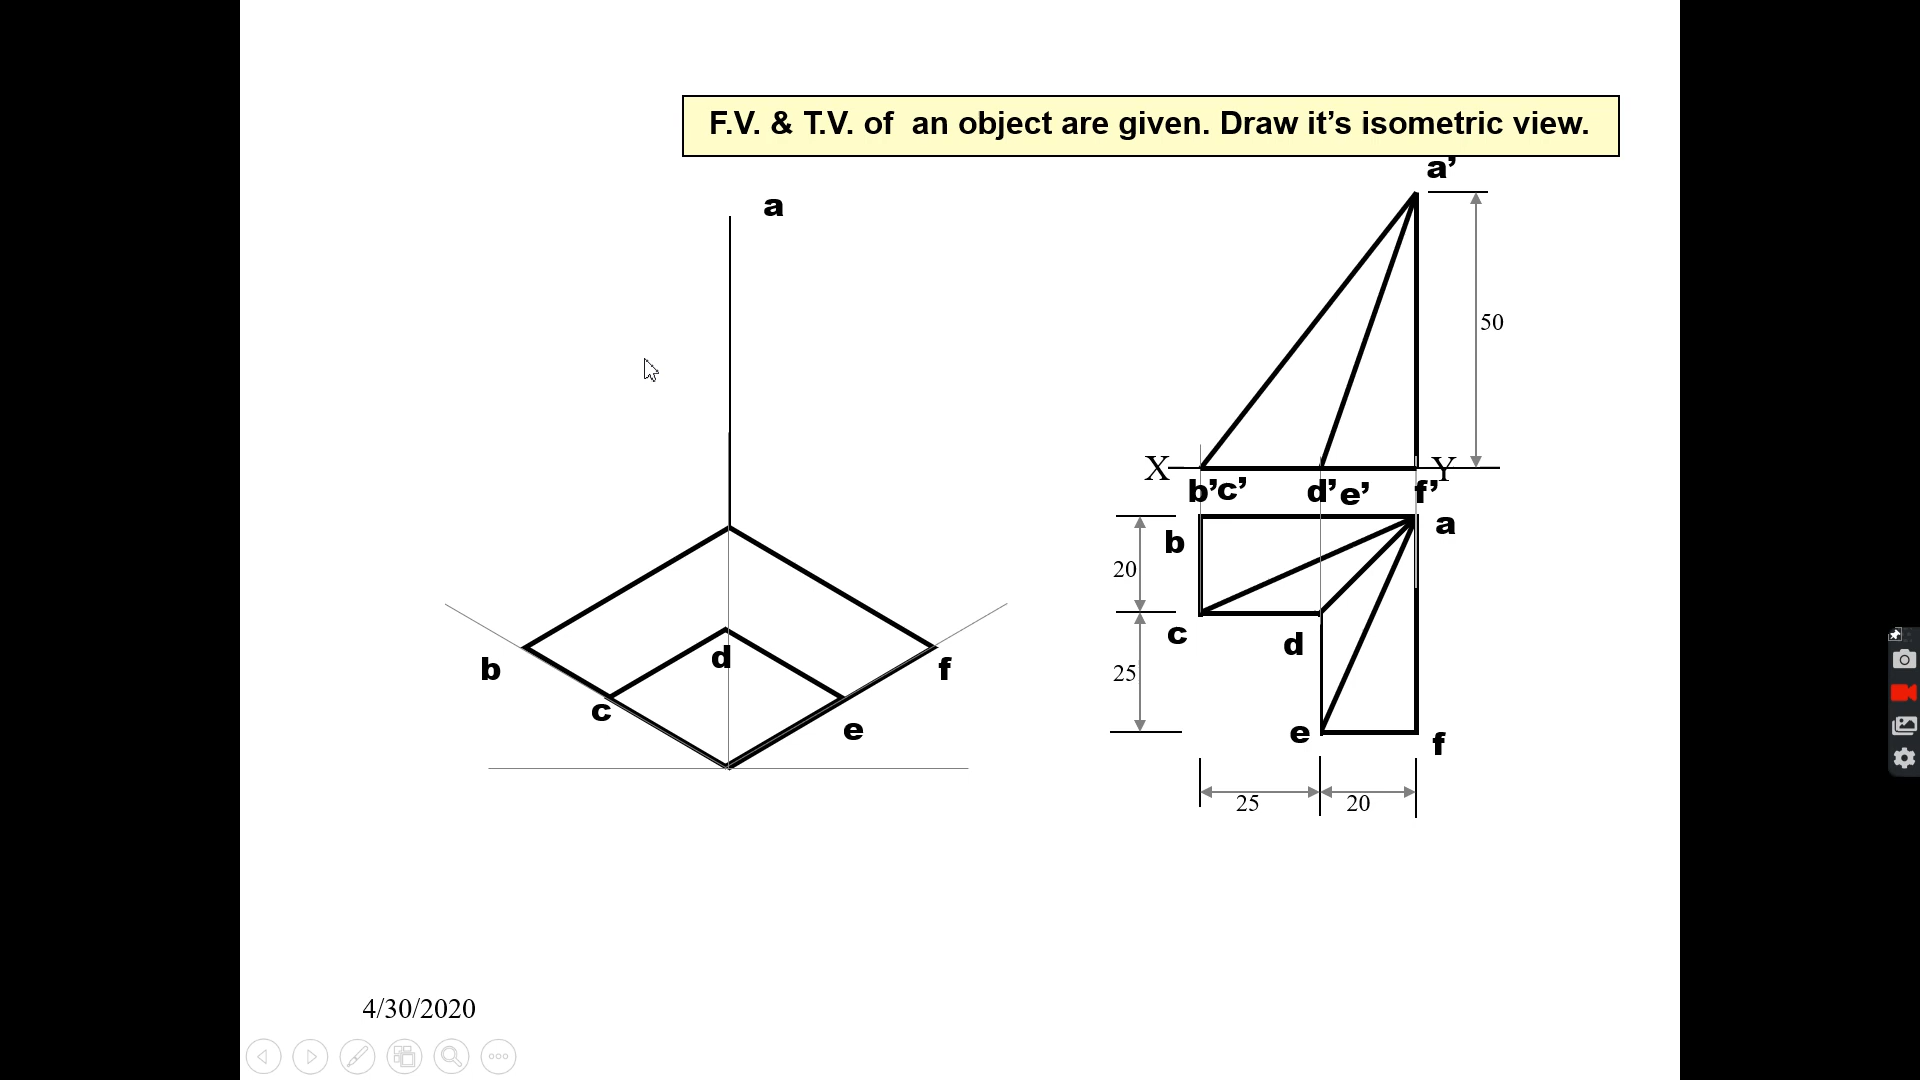 F.V. & T.V. of  an object are given. Draw it’s isometric view.
a’
a
50
X
Y
b’c’
d’ e’
f’
a
b
20
c
d
b
d
f
25
c
e
e
f
25
20
4/30/2020